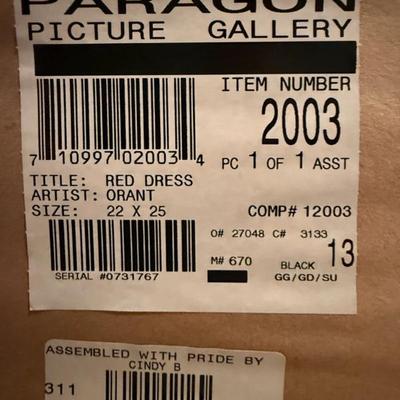 PARAGON
PICTURE GALLERY
ITEM NUMBER
2003
7 10997 02003 4
PC 1 OF 1 ASST
TITLE: RED DRESS
ARTIST: ORANT
SIZE: 22 X 25
COMP# 12003
O# 27048 C# 3133
SERIAL #0731767
M# 670
BLACK 13
GG/GD/SU
ASSEMBLED WITH PRIDE BY
CINDY B
311